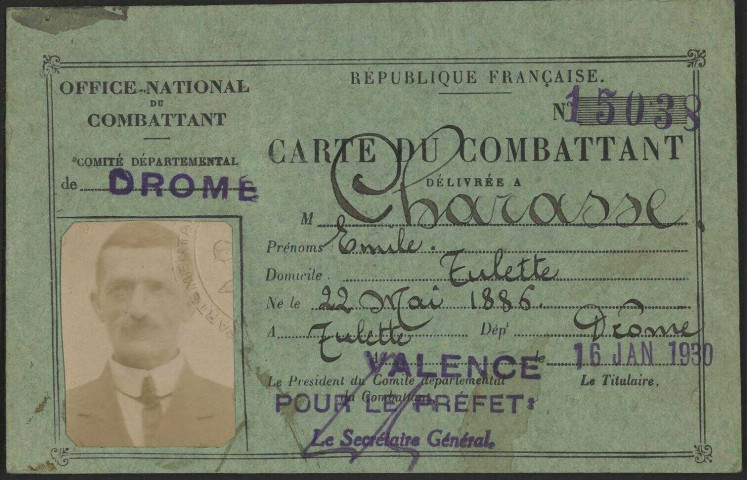 OFFICE NATIONAL
DU
COMBATTANT
COMITÉ DÉPARTEMENTAL
de DROME
RÉPUBLIQUE FRANÇAISE.
N° 15038
CARTE DU COMBATTANT
DÉLIVRÉE A
M Charasse
Prénoms: Emile.
Domicile. Tulette
Né le 22 Mai 1886.
A Tulette Dépt Drôme
VALENCE le 16 JAN 1930
Le President du Comité départemental
du Combattant,
Le Titulaire.
POUR LE PRÉFET:
Le Secrétaire Général.